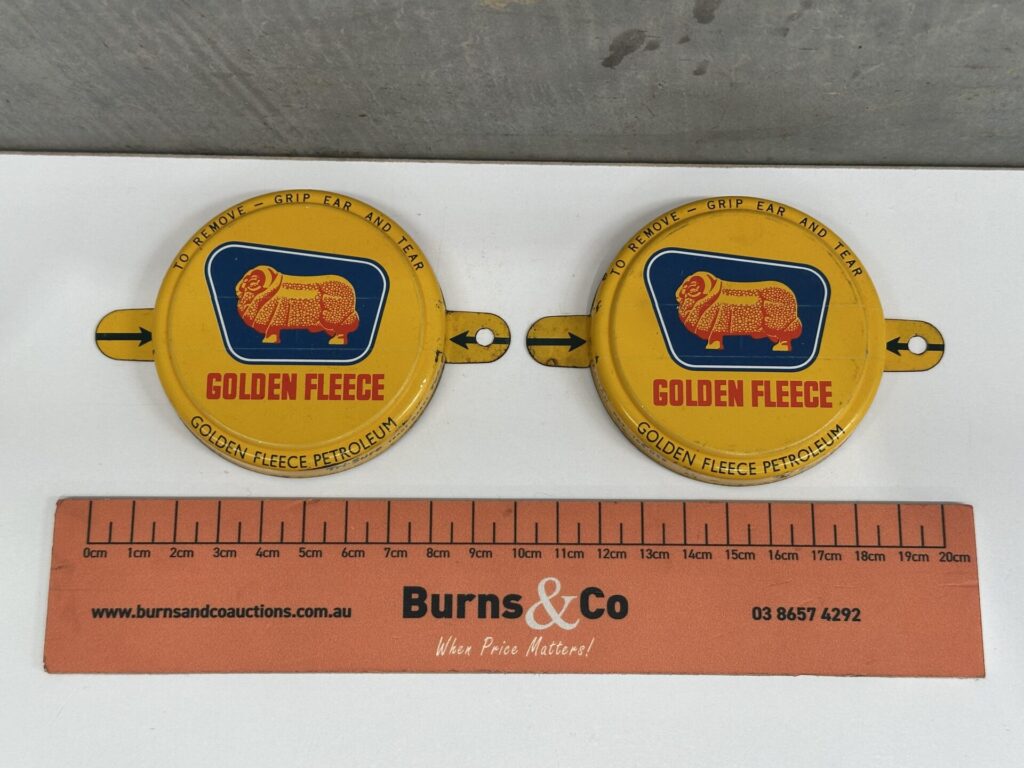 TO REMOVE – GRIP EAR AND TEAR
GOLDEN FLEECE
GOLDEN FLEECE PETROLEUM
TO REMOVE – GRIP EAR AND TEAR
GOLDEN FLEECE
GOLDEN FLEECE PETROLEUM
0cm 1cm 2cm 3cm 4cm 5cm 6cm 7cm 8cm 9cm 10cm 11cm 12cm 13cm 14cm 15cm 16cm 17cm 18cm 19cm 20cm
www.burnsandcoauctions.com.au Burns&Co 03 8657 4292
When Price Matters!